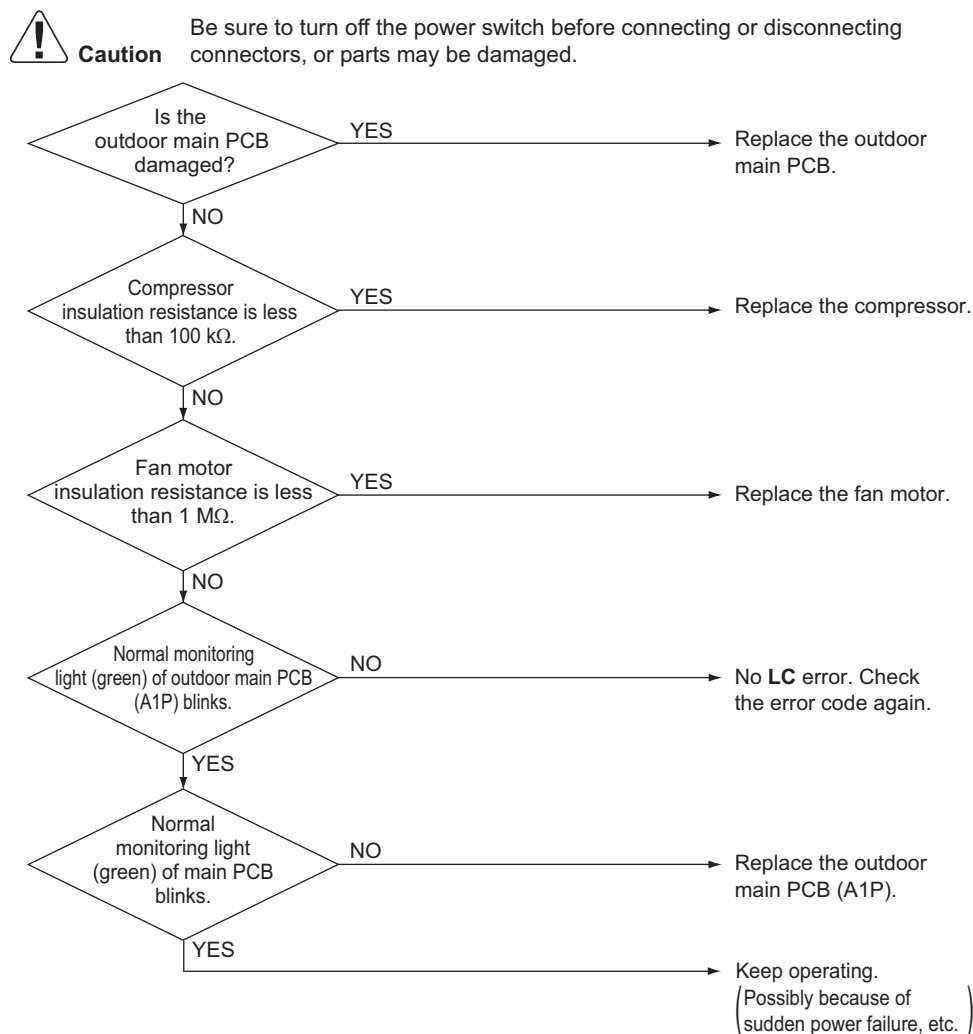 Be sure to turn off the power switch before connecting or disconnecting
Caution connectors, or parts may be damaged.
Is the
outdoor main PCB
damaged?
YES
Replace the outdoor
main PCB.
NO
Compressor
insulation resistance is less
than 100 kΩ.
YES
Replace the compressor.
NO
Fan motor
insulation resistance is less
than 1 MΩ.
YES
Replace the fan motor.
NO
Normal monitoring
light (green) of outdoor main PCB
(A1P) blinks.
NO
No LC error. Check
the error code again.
YES
Normal
monitoring light
(green) of main PCB
blinks.
NO
Replace the outdoor
main PCB (A1P).
YES
Keep operating.
(Possibly because of
sudden power failure, etc.)